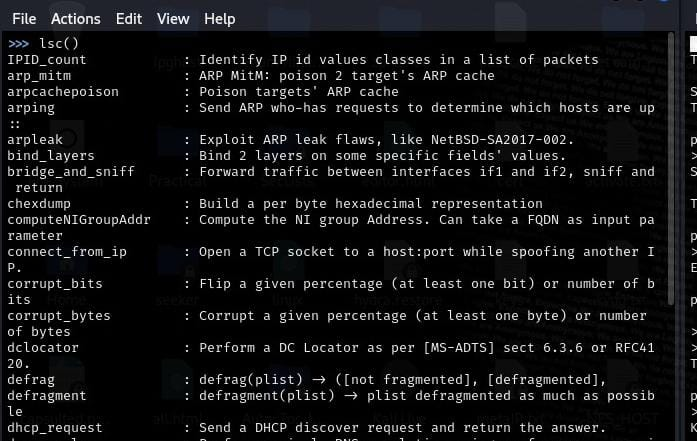 File Actions Edit View Help
>>> lsc()
IPID_count : Identify IP id values classes in a list of packets
arp_mitm : ARP MitM: poison 2 target's ARP cache
arpcachepoison : Poison targets' ARP cache
arping : Send ARP who-has requests to determine which hosts are up
::
arpleak : Exploit ARP leak flaws, like NetBSD-SA2017-002.
bind_layers : Bind 2 layers on some specific fields' values.
bridge_and_sniff : Forward traffic between interfaces if1 and if2, sniff and
return
chexdump : Build a per byte hexadecimal representation
computeNIGroupAddr : Compute the NI group Address. Can take a FQDN as input pa
rameter
connect_from_ip : Open a TCP socket to a host:port while spoofing another I
P.
corrupt_bits : Flip a given percentage (at least one bit) or number of b
its
corrupt_bytes : Corrupt a given percentage (at least one byte) or number
of bytes
dclocator : Perform a DC Locator as per [MS-ADTS] sect 6.3.6 or RFC41
20.
defrag : defrag(plist) → ([not fragmented], [defragmented],
defragment : defragment(plist) → plist defragmented as much as possib
le
dhcp_request : Send a DHCP discover request and return the answer.